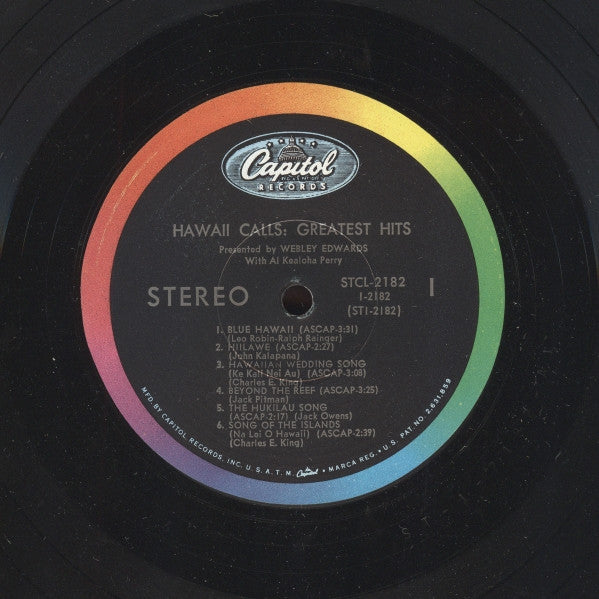 Capitol
RECORDS
HAWAII CALLS: GREATEST HITS
Presented by WEBLEY EDWARDS
With Al Kealoha Perry
STEREO
STCL-2182
1-2182
(ST1-2182)
1
1. BLUE HAWAII (ASCAP-3:31)
(Leo Robin-Ralph Rainger)
2. HIILAWE (ASCAP-2:27)
(John Kalapana)
3. HAWAIIAN WEDDING SONG
(Ke Kali Nei Au) (ASCAP-3:08)
(Charles E. King)
4. BEYOND THE REEF (ASCAP-3:25)
(Jack Pitman)
5. THE HUKILAU SONG
(ASCAP-2:17) (Jack Owens)
6. SONG OF THE ISLANDS
(Na Lei O Hawaii) (ASCAP-2:39)
(Charles E. King)
MFD. BY CAPITOL RECORDS, INC. U.S.A. T.M. Capitol • MARCA REG. • U.S. PAT. NO. 2,631,859